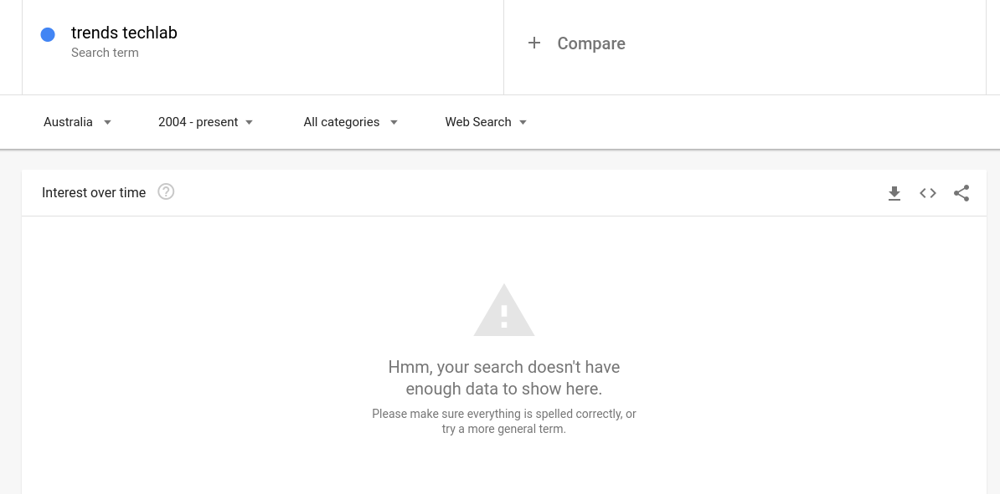 trends techlab
Search term
+ Compare
Australia
2004 - present
All categories
Web Search
Interest over time
?
Hmm, your search doesn't have
enough data to show here.
Please make sure everything is spelled correctly, or
try a more general term.